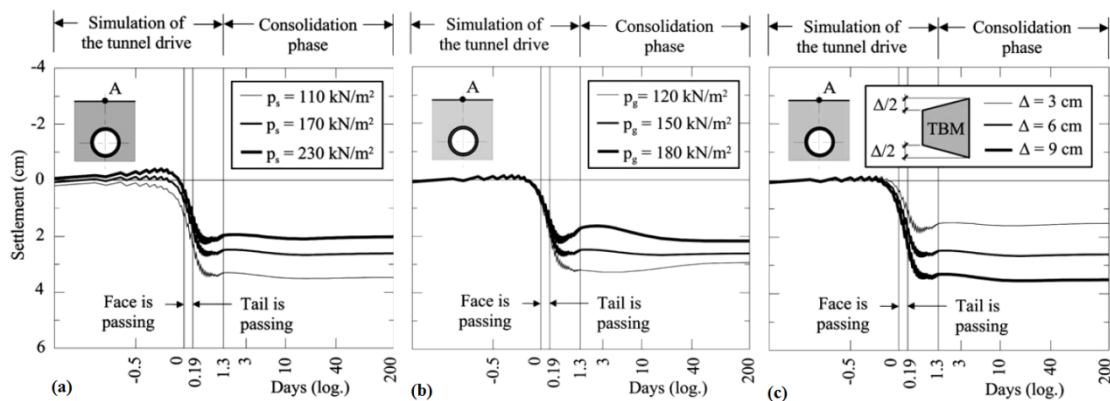 Simulation of
the tunnel drive
Consolidation
phase
Simulation of
the tunnel drive
Consolidation
phase
Simulation of
the tunnel drive
Consolidation
phase
Settlement (cm)
-4
-2
0
2
4
6
A
pₛ = 110 kN/m²
pₛ = 170 kN/m²
pₛ = 230 kN/m²
Face is
passing
Tail is
passing
-0.5
0
0.19
1.3
3
10
40
200
(a)
Days (log.)
A
p_g = 120 kN/m²
p_g = 150 kN/m²
p_g = 180 kN/m²
Face is
passing
Tail is
passing
-0.5
0
0.19
1.3
3
10
40
200
(b)
Days (log.)
A
Δ/2
TBM
Δ/2
Δ = 3 cm
Δ = 6 cm
Δ = 9 cm
Face is
passing
Tail is
passing
-0.5
0
0.19
1.3
3
10
40
200
(c)
Days (log.)